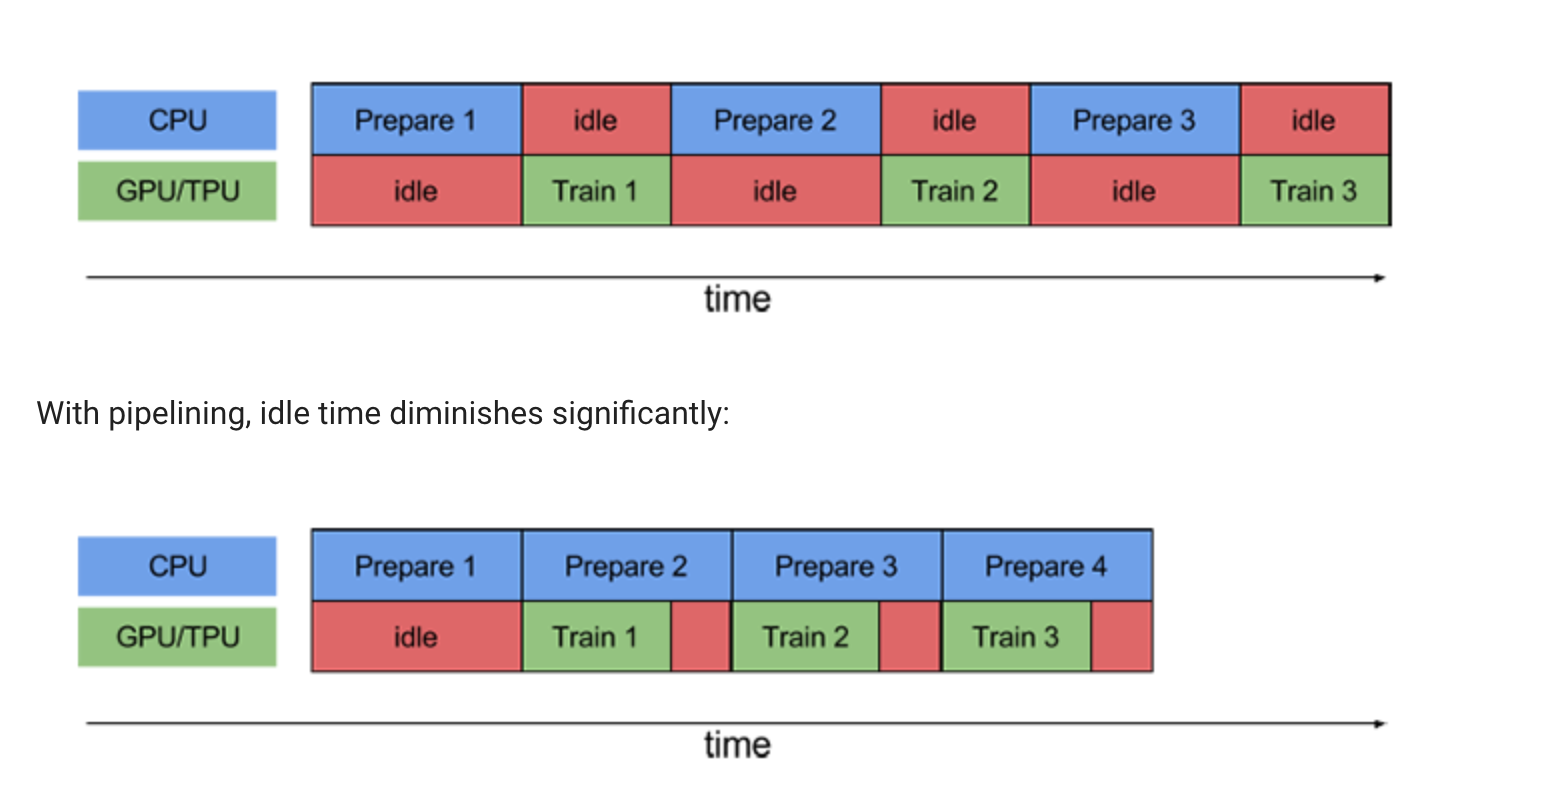 CPU Prepare 1 idle Prepare 2 idle Prepare 3 idle
GPU/TPU idle Train 1 idle Train 2 idle Train 3
time
With pipelining, idle time diminishes significantly:
CPU Prepare 1 Prepare 2 Prepare 3 Prepare 4
GPU/TPU idle Train 1 Train 2 Train 3
time